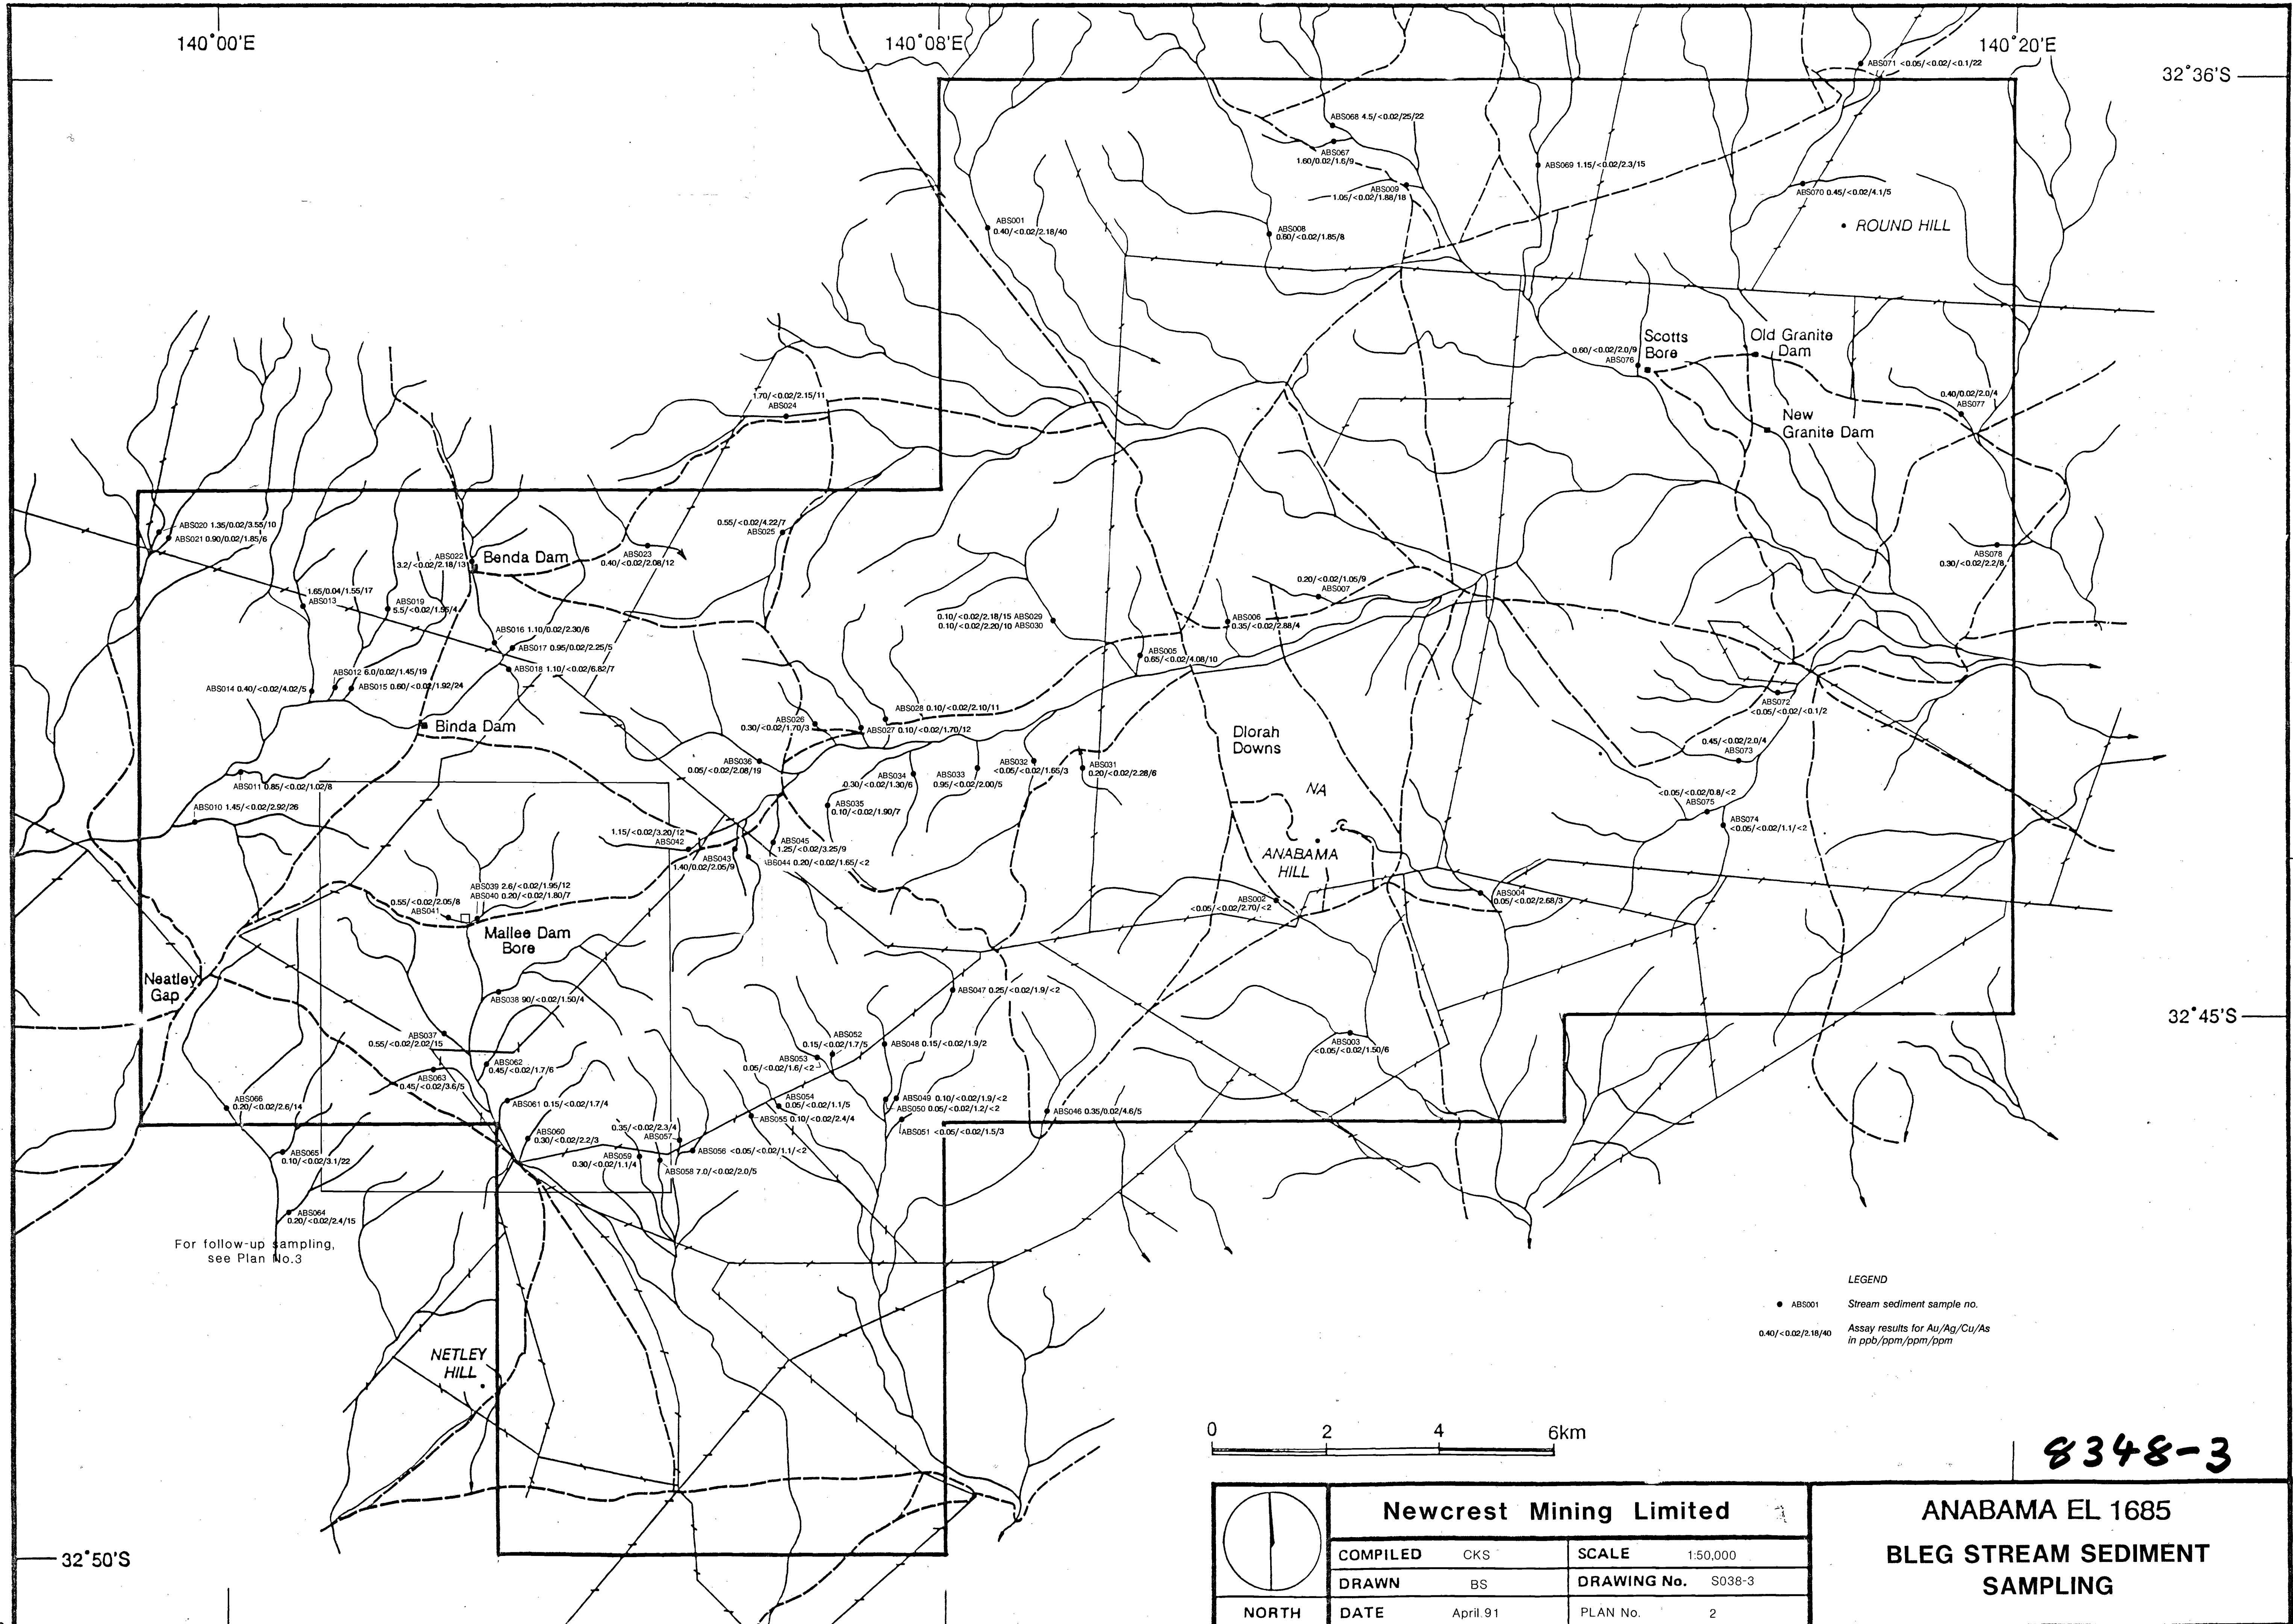 140°00'E
140°08'E
140°20'E
32°36'S
ABS071 <0.05/<0.02/<0.1/22
ABS068 4.5/<0.02/25/22
ABS067
1.60/0.02/1.6/9
ABS069 1.15/<0.02/2.3/15
ABS009
1.05/<0.02/1.88/18
ABS070 0.45/<0.02/4.1/5
ABS001
0.40/<0.02/2.18/40
ABS008
0.60/<0.02/1.85/8
ROUND HILL
Scotts
Bore
Old Granite
Dam
0.60/<0.02/2.0/9
ABS076
1.70/<0.02/2.15/11
ABS024
0.40/0.02/2.0/4
ABS077
New
Granite Dam
ABS020 1.35/0.02/3.55/10
ABS021 0.90/0.02/1.85/6
0.55/<0.02/4.22/7
ABS025
ABS022
3.2/<0.02/2.18/13
Benda Dam
ABS023
0.40/<0.02/2.08/12
ABS078
0.30/<0.02/2.2/8
1.65/0.04/1.55/17
ABS013
ABS019
5.5/<0.02/1.55/4
0.20/<0.02/1.05/9
ABS007
0.10/<0.02/2.18/15 ABS029
0.10/<0.02/2.20/10 ABS030
ABS006
0.35/<0.02/2.88/4
ABS016 1.10/0.02/2.30/6
ABS017 0.95/0.02/2.25/5
ABS018 1.10/<0.02/6.82/7
ABS005
0.65/<0.02/4.08/10
ABS012 6.0/0.02/1.45/19
ABS014 0.40/<0.02/4.02/5
ABS015 0.60/<0.02/1.92/24
ABS072
<0.05/<0.02/<0.1/2
Binda Dam
ABS026
0.30/<0.02/1.70/3
ABS028 0.10/<0.02/2.10/11
ABS027 0.10/<0.02/1.70/12
Dlorah
Downs
0.45/<0.02/2.0/4
ABS073
ABS036
0.05/<0.02/2.08/19
ABS034
0.30/<0.02/1.30/6
ABS033
0.95/<0.02/2.00/5
ABS032
<0.05/<0.02/1.65/3
ABS031
0.20/<0.02/2.28/6
ABS011 0.85/<0.02/1.02/8
ABS010 1.45/<0.02/2.92/26
ABS035
0.10/<0.02/1.90/7
NA
<0.05/<0.02/0.8/<2
ABS075
ABS074
<0.05/<0.02/1.1/<2
1.15/<0.02/3.20/12
ABS042
ABS045
1.25/<0.02/3.25/9
ABS043
1.40/0.02/2.05/9
ABS044 0.20/<0.02/1.65/<2
ANABAMA
HILL
ABS039 2.6/<0.02/1.95/12
ABS040 0.20/<0.02/1.80/7
0.55/<0.02/2.05/8
ABS041
ABS002
<0.05/<0.02/2.70/<2
ABS004
0.05/<0.02/2.68/3
Mallee Dam
Bore
Neatley
Gap
ABS038 90/<0.02/1.50/4
ABS047 0.25/<0.02/1.9/<2
32°45'S
ABS037
0.55/<0.02/2.02/15
ABS052
0.15/<0.02/1.7/5
ABS048 0.15/<0.02/1.9/2
ABS003
<0.05/<0.02/1.50/6
ABS053
0.05/<0.02/1.6/<2
ABS062
0.45/<0.02/1.7/6
ABS063
0.45/<0.02/3.6/5
ABS066
0.20/<0.02/2.6/14
ABS061 0.15/<0.02/1.7/4
ABS054
0.05/<0.02/1.1/5
ABS049 0.10/<0.02/1.9/<2
ABS050 0.05/<0.02/1.2/<2
ABS046 0.35/0.02/4.6/5
ABS055 0.10/<0.02/2.4/4
ABS051 <0.05/<0.02/1.5/3
ABS060
0.30/<0.02/2.2/3
0.35/<0.02/2.3/4
ABS057
ABS065
0.10/<0.02/3.1/22
ABS056 <0.05/<0.02/1.1/<2
ABS059
0.30/<0.02/1.1/4
ABS058 7.0/<0.02/2.0/5
ABS064
0.20/<0.02/2.4/15
For follow-up sampling,
see Plan No.3
LEGEND
ABS001 Stream sediment sample no.
0.40/<0.02/2.18/40 Assay results for Au/Ag/Cu/As
in ppb/ppm/ppm/ppm
NETLEY
HILL
0 2 4 6km
8348-3
32°50'S
Newcrest Mining Limited
COMPILED CKS
SCALE 1:50,000
DRAWN BS
DRAWING No. S038-3
NORTH
DATE April.91
PLAN No. 2
ANABAMA EL 1685
BLEG STREAM SEDIMENT
SAMPLING